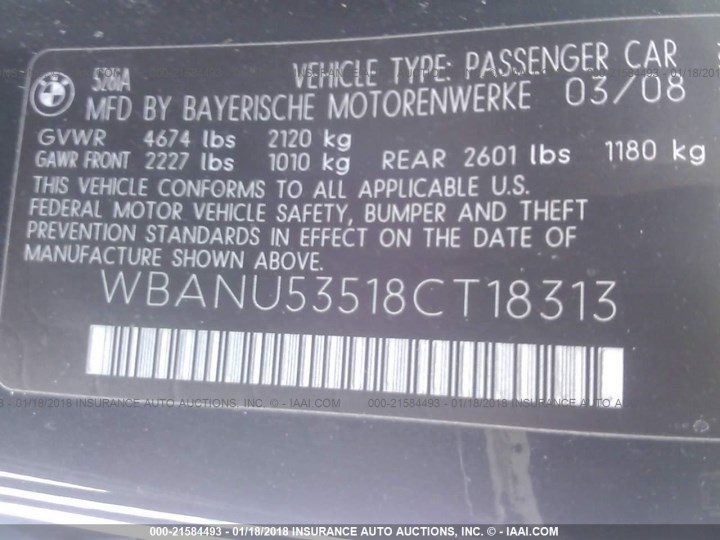 528iA VEHICLE TYPE: PASSENGER CAR
MFD BY BAYERISCHE MOTORENWERKE 03/08
GVWR 4674 lbs 2120 kg
GAWR FRONT 2227 lbs 1010 kg REAR 2601 lbs 1180 kg
THIS VEHICLE CONFORMS TO ALL APPLICABLE U.S.
FEDERAL MOTOR VEHICLE SAFETY, BUMPER AND THEFT
PREVENTION STANDARDS IN EFFECT ON THE DATE OF
MANUFACTURE SHOWN ABOVE.
WBANU53518CT18313
000-21584493 - 01/18/2018 INSURANCE AUTO AUCTIONS, INC. © - IAAI.COM